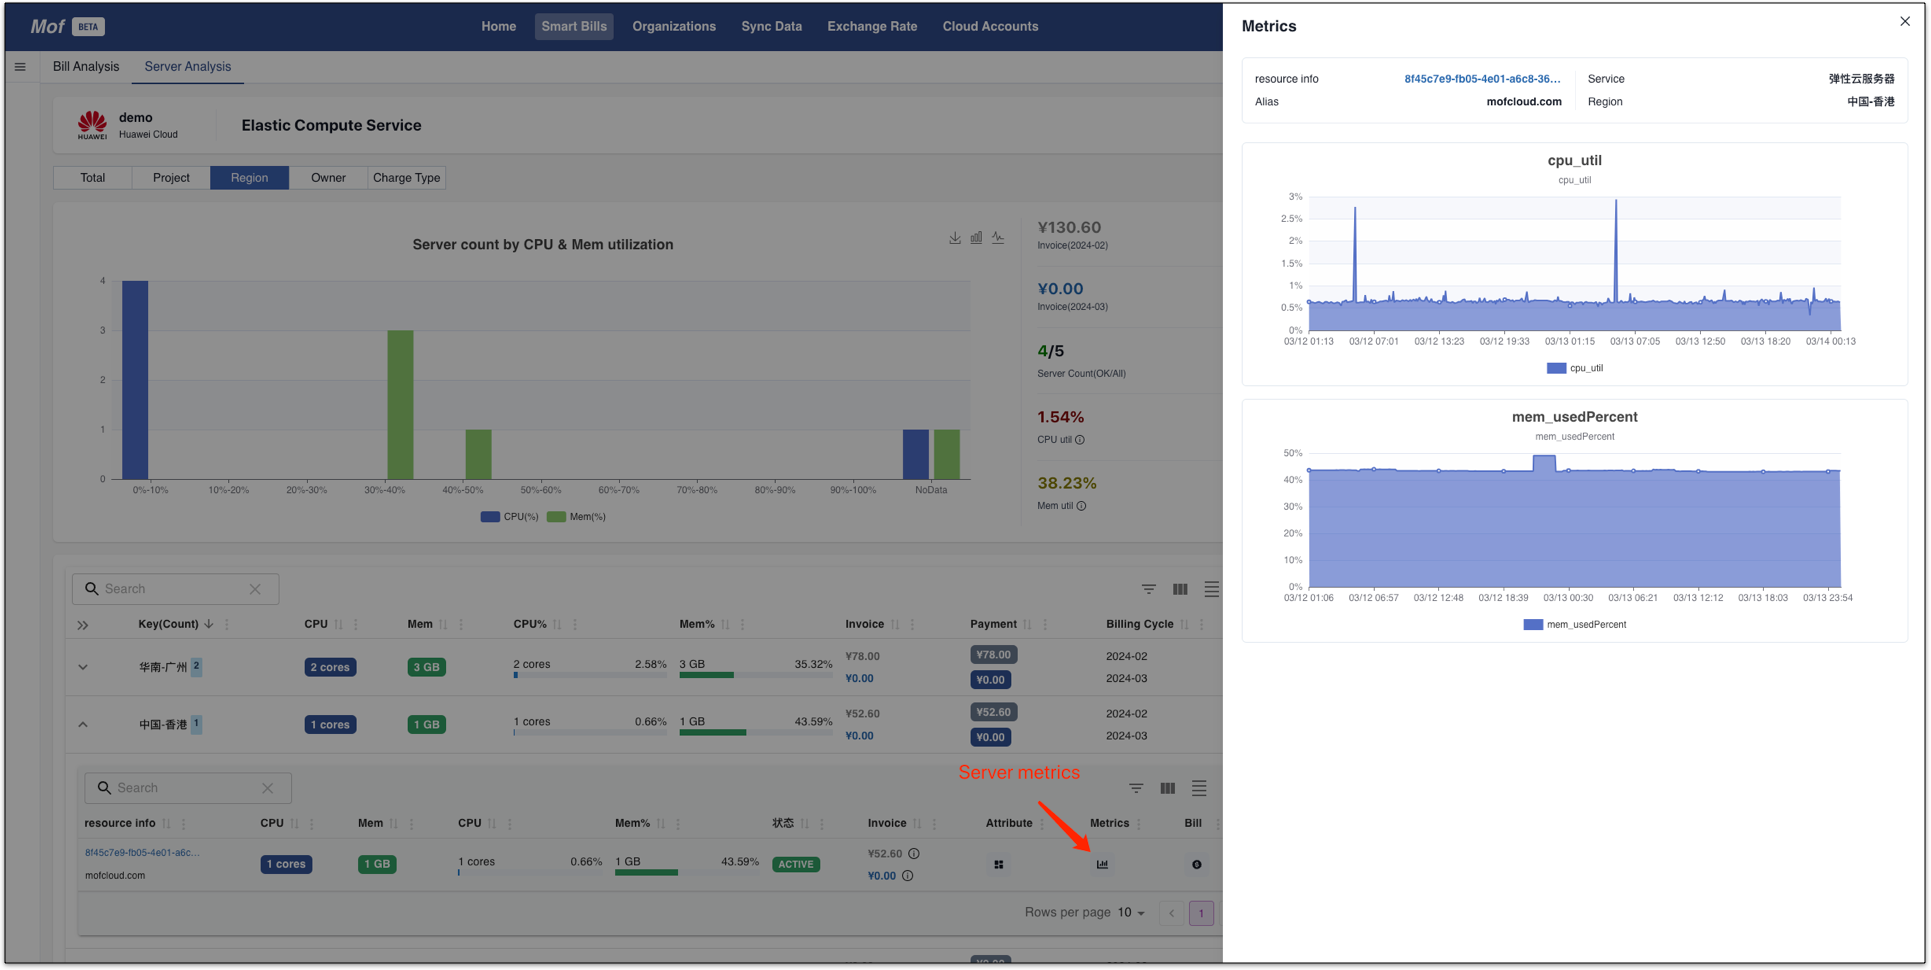 Mof BETA
Home Smart Bills Organizations Sync Data Exchange Rate Cloud Accounts
Bill Analysis Server Analysis
HUAWEI
demo
Huawei Cloud
Elastic Compute Service
Total Project Region Owner Charge Type
Server count by CPU & Mem utilization
4
3
2
1
0
0%-10% 10%-20% 20%-30% 30%-40% 40%-50% 50%-60% 60%-70% 70%-80% 80%-90% 90%-100% NoData
CPU(%) Mem(%)
¥130.60
Invoice(2024-02)
¥0.00
Invoice(2024-03)
4/5
Server Count(OK/All)
1.54%
CPU util
38.23%
Mem util
Search
Key(Count) CPU Mem CPU% Mem% Invoice Payment Billing Cycle
华南-广州 2 2 cores 3 GB 2 cores 2.58% 3 GB 35.32% ¥78.00 ¥78.00 2024-02
¥0.00 ¥0.00 2024-03
中国-香港 1 1 cores 1 GB 1 cores 0.66% 1 GB 43.59% ¥52.60 ¥52.60 2024-02
¥0.00 ¥0.00 2024-03
Server metrics
Search
resource info CPU Mem CPU Mem% 状态 Invoice Attribute Metrics Bill
8f45c7e9-fb05-4e01-a6c... 1 cores 1 GB 1 cores 0.66% 1 GB 43.59% ACTIVE ¥52.60
mofcloud.com ¥0.00
Rows per page 10 1
Metrics
resource info 8f45c7e9-fb05-4e01-a6c8-36... Service 弹性云服务器
Alias mofcloud.com Region 中国-香港
cpu_util
cpu_util
3%
2.5%
2%
1.5%
1%
0.5%
0%
03/12 01:13 03/12 07:01 03/12 13:23 03/12 19:33 03/13 01:15 03/13 07:05 03/13 12:50 03/13 18:20 03/14 00:13
cpu_util
mem_usedPercent
mem_usedPercent
50%
40%
30%
20%
10%
0%
03/12 01:06 03/12 06:57 03/12 12:48 03/12 18:39 03/13 00:30 03/13 06:21 03/13 12:12 03/13 18:03 03/13 23:54
mem_usedPercent